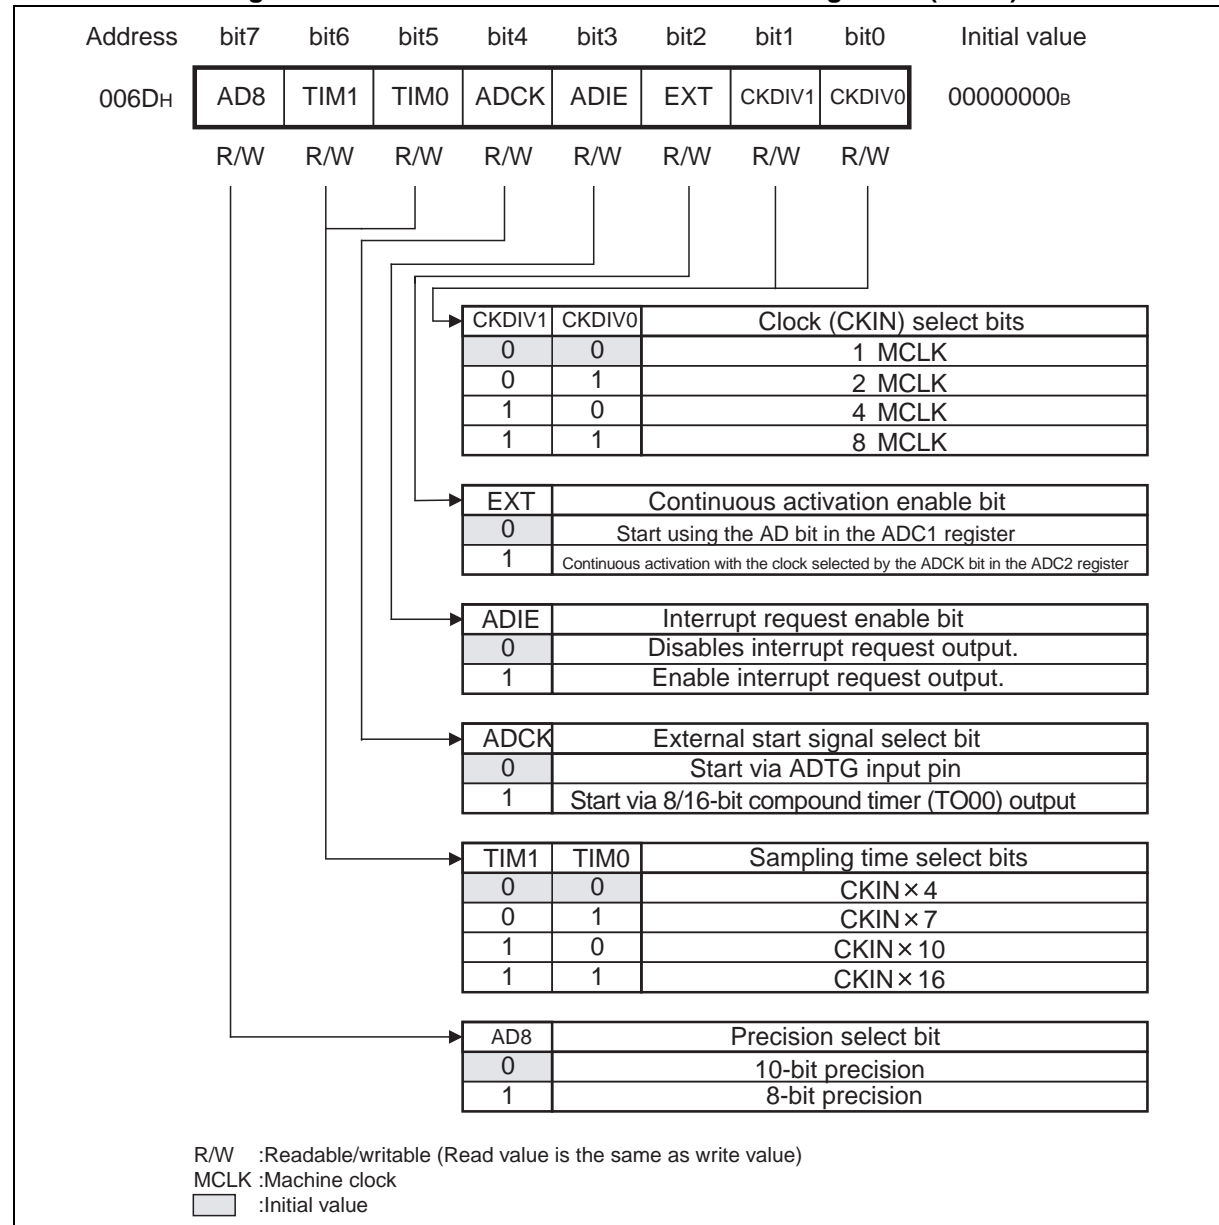 Address bit7 bit6 bit5 bit4 bit3 bit2 bit1 bit0 Initial value
006DH AD8 TIM1 TIM0 ADCK ADIE EXT CKDIV1 CKDIV0 00000000B
R/W R/W R/W R/W R/W R/W R/W R/W
CKDIV1 CKDIV0 Clock (CKIN) select bits
0 0 1 MCLK
0 1 2 MCLK
1 0 4 MCLK
1 1 8 MCLK
EXT Continuous activation enable bit
0 Start using the AD bit in the ADC1 register
1 Continuous activation with the clock selected by the ADCK bit in the ADC2 register
ADIE Interrupt request enable bit
0 Disables interrupt request output.
1 Enable interrupt request output.
ADCK External start signal select bit
0 Start via ADTG input pin
1 Start via 8/16-bit compound timer (TO00) output
TIM1 TIM0 Sampling time select bits
0 0 CKIN×4
0 1 CKIN×7
1 0 CKIN×10
1 1 CKIN×16
AD8 Precision select bit
0 10-bit precision
1 8-bit precision
R/W :Readable/writable (Read value is the same as write value)
MCLK :Machine clock
:Initial value